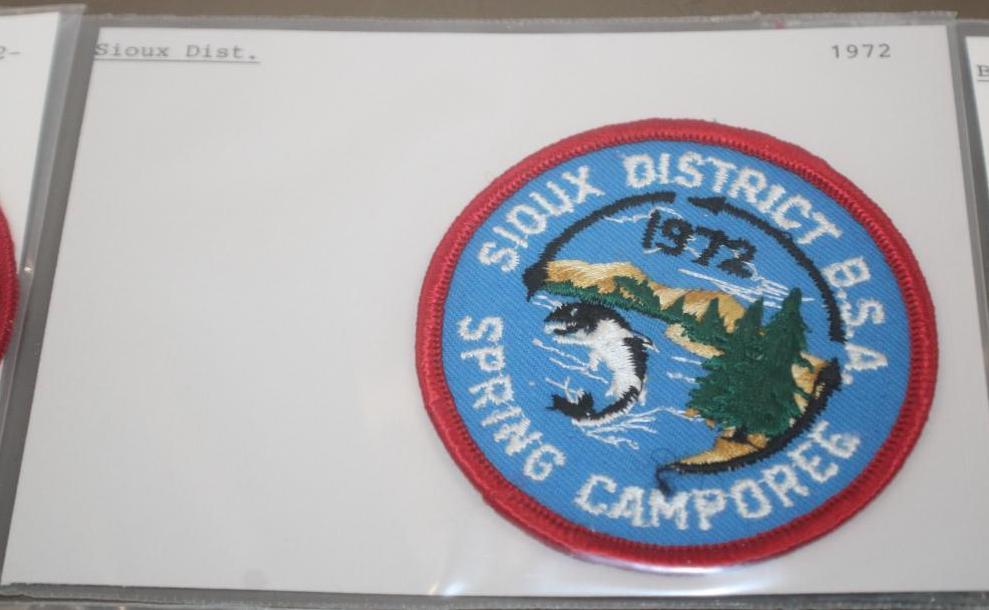 Sioux Dist.
1972
SIOUX DISTRICT B.S.A.
1972
SPRING CAMPOREE